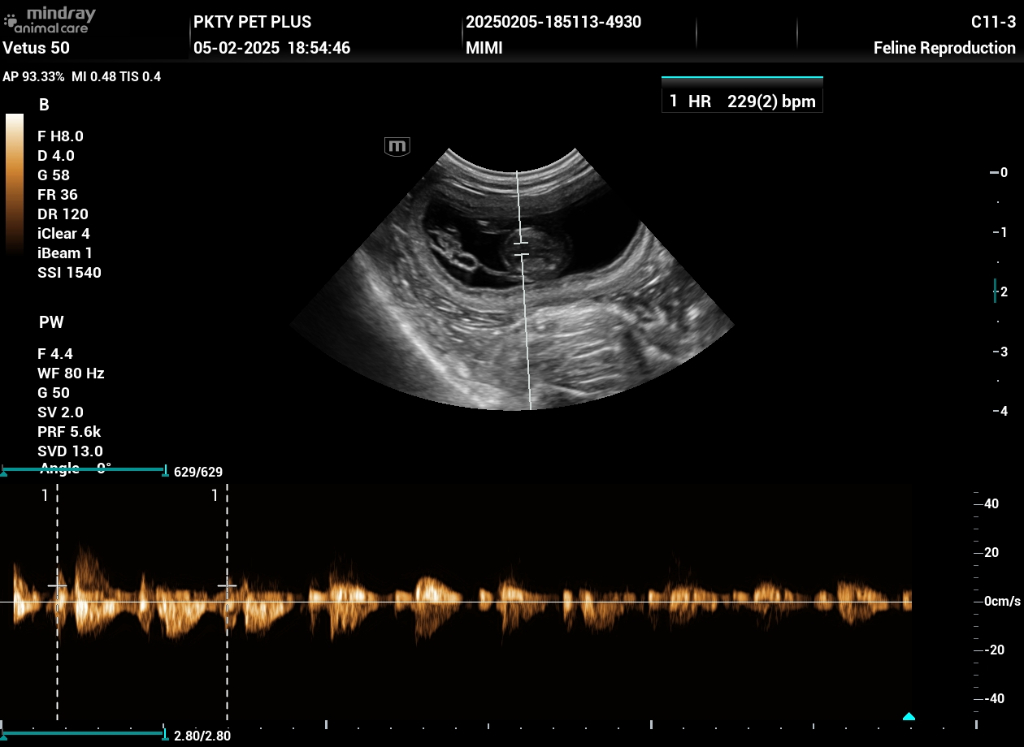 mindray
animalcare
PKTY PET PLUS
20250205-185113-4930
C11-3
Vetus 50
05-02-2025 18:54:46
MIMI
Feline Reproduction
AP 93.33% MI 0.48 TIS 0.4
B
1 HR 229(2) bpm
F H8.0
D 4.0
G 58
FR 36
DR 120
iClear 4
iBeam 1
SSI 1540
m
0
1
2
3
4
PW
F 4.4
WF 80 Hz
G 50
SV 2.0
PRF 5.6k
SVD 13.0
Angle 0°
629/629
1
1
40
20
0cm/s
-20
-40
2.80/2.80